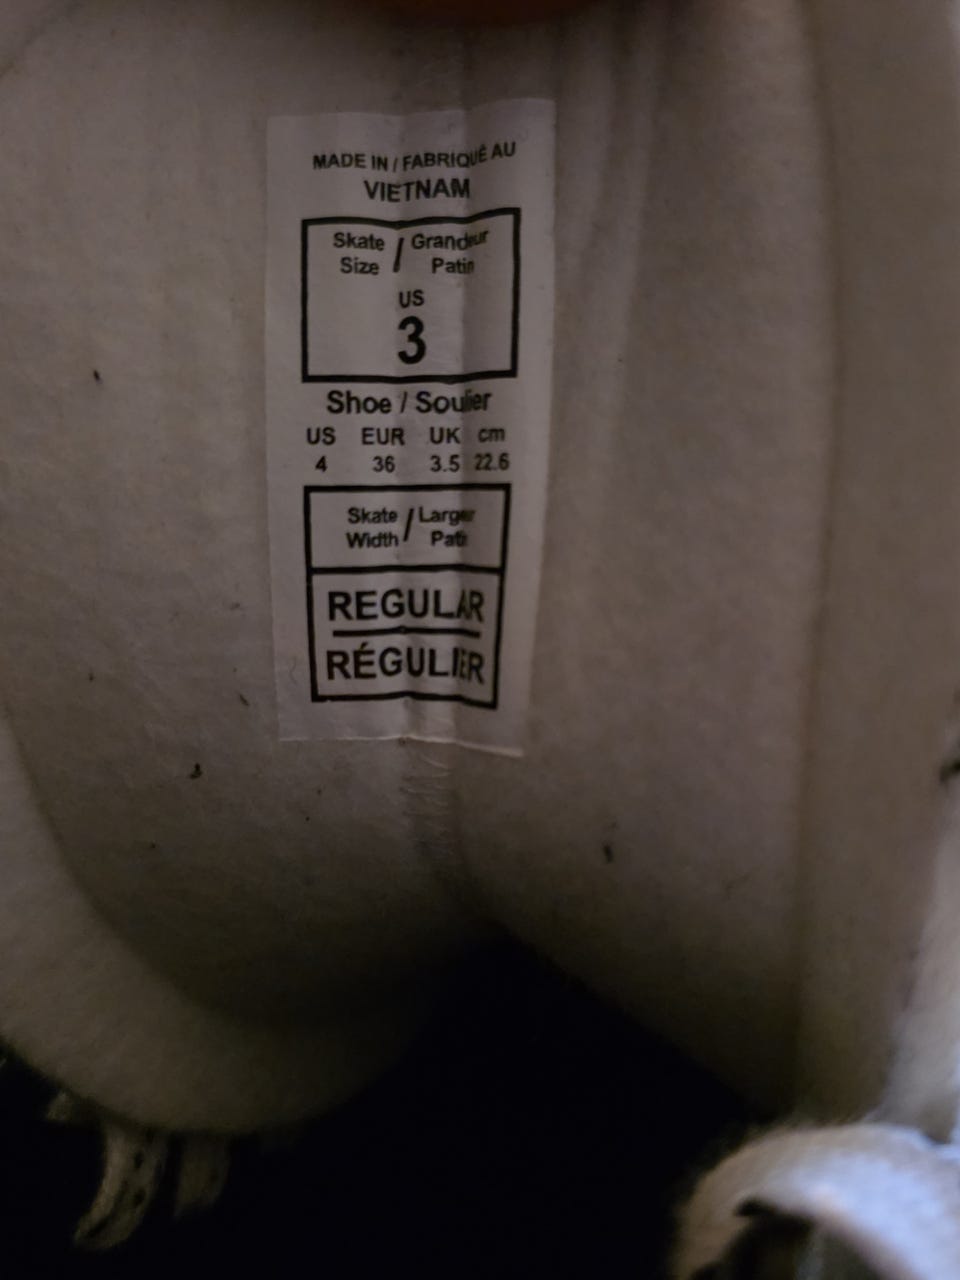 MADE IN / FABRIQUÉ AU
VIETNAM
Skate / Grandeur
Size Patin
US
3
Shoe / Soulier
US EUR UK cm
4 36 3.5 22.6
Skate / Larger
Width Patin
REGULAR
RÉGULIER